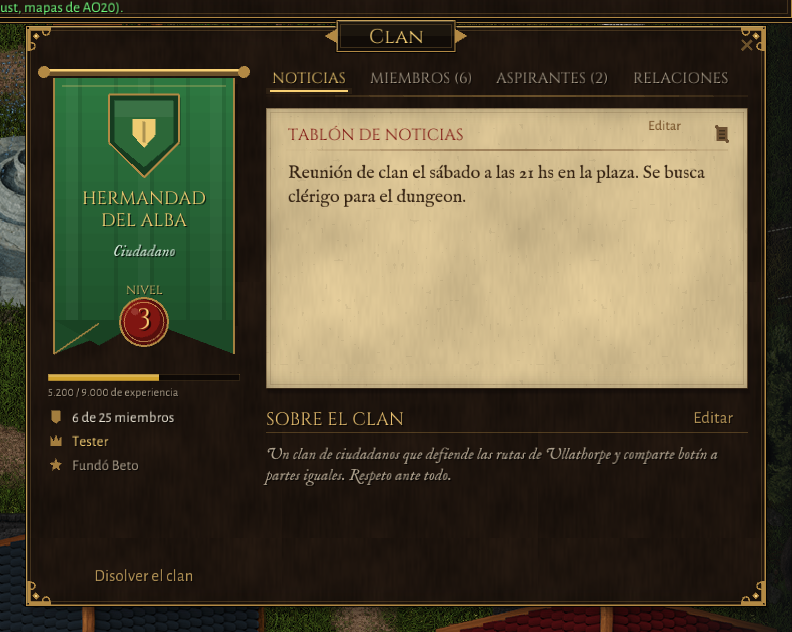 ust, mapas de AO20).
Clan
NOTICIAS
MIEMBROS (6)
ASPIRANTES (2)
RELACIONES
HERMANDAD
DEL ALBA
Ciudadano
NIVEL
3
5.200 / 9.000 de experiencia
6 de 25 miembros
Tester
Fundó Beto
Disolver el clan
TABLÓN DE NOTICIAS
Editar
Reunión de clan el sábado a las 21 hs en la plaza. Se busca
clérigo para el dungeon.
SOBRE EL CLAN
Editar
Un clan de ciudadanos que defiende las rutas de Ullathorpe y comparte botín a
partes iguales. Respeto ante todo.